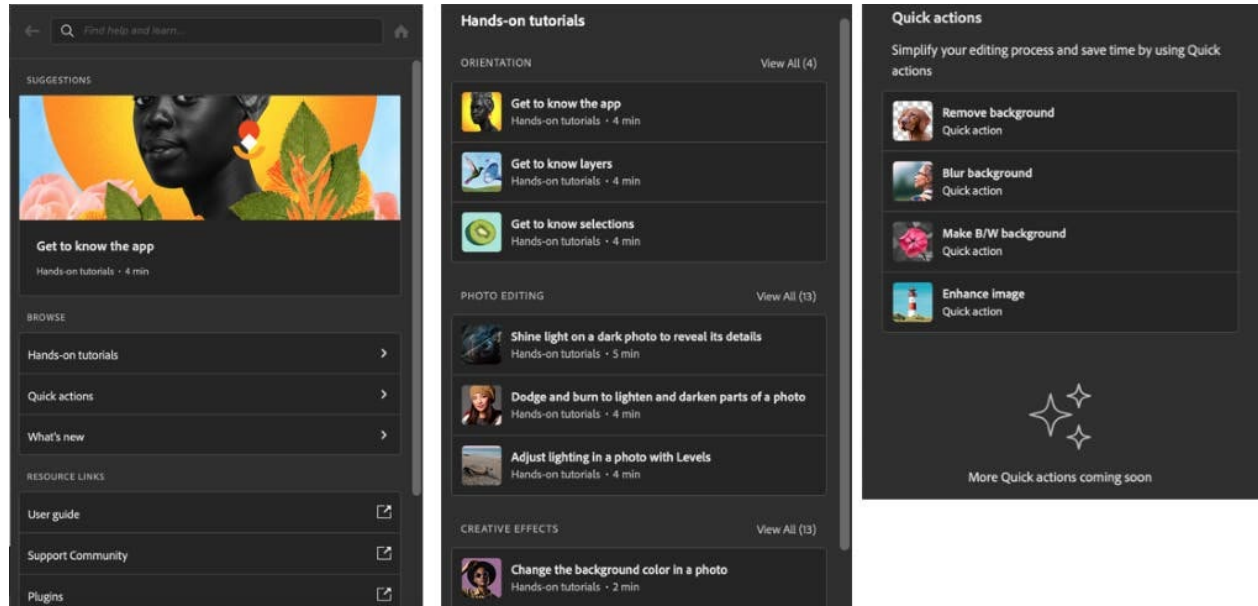 Find help and learn...
SUGGESTIONS
Get to know the app
Hands-on tutorials • 4 min
BROWSE
Hands-on tutorials
Quick actions
What's new
RESOURCE LINKS
User guide
Support Community
Plugins
Hands-on tutorials
ORIENTATION View All (4)
Get to know the app
Hands-on tutorials • 4 min
Get to know layers
Hands-on tutorials • 4 min
Get to know selections
Hands-on tutorials • 4 min
PHOTO EDITING View All (13)
Shine light on a dark photo to reveal its details
Hands-on tutorials • 5 min
Dodge and burn to lighten and darken parts of a photo
Hands-on tutorials • 4 min
Adjust lighting in a photo with Levels
Hands-on tutorials • 4 min
CREATIVE EFFECTS View All (13)
Change the background color in a photo
Hands-on tutorials • 2 min
Quick actions
Simplify your editing process and save time by using Quick
actions
Remove background
Quick action
Blur background
Quick action
Make B/W background
Quick action
Enhance image
Quick action
More Quick actions coming soon